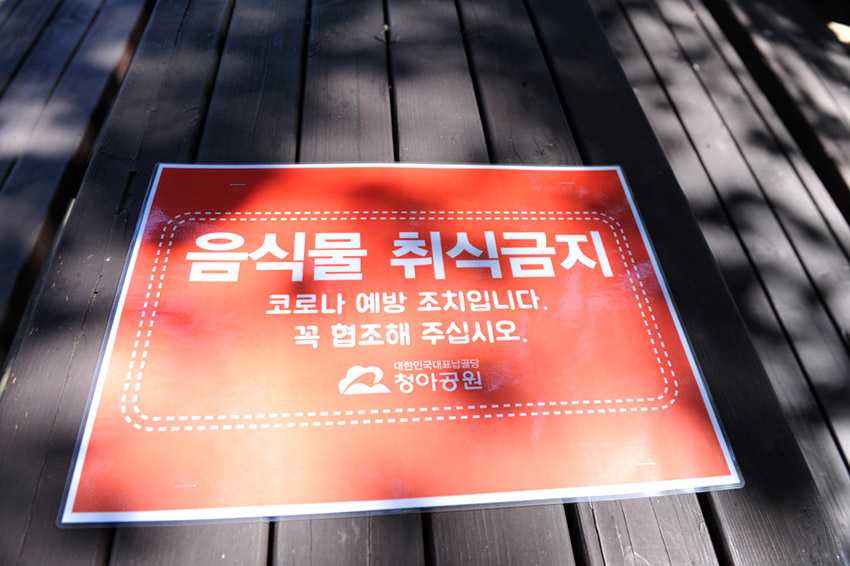 음식물 취식금지
코로나 예방 조치입니다.
꼭 협조해 주십시오.
대한민국대표납골당
청아공원